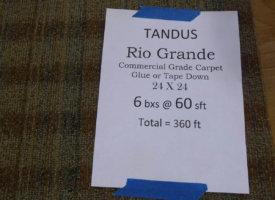 TANDUS
Rio Grande
Commercial Grade Carpet
Glue or Tape Down
24 X 24
6 bxs @ 60 sft
Total = 360 ft